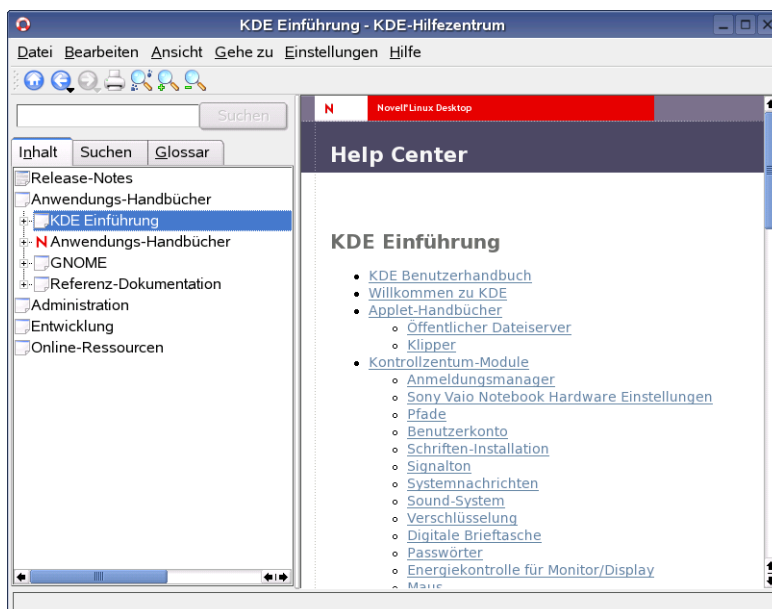 KDE Einführung - KDE-Hilfezentrum
Datei Bearbeiten Ansicht Gehe zu Einstellungen Hilfe
Suchen
Inhalt Suchen Glossar
Release-Notes
Anwendungs-Handbücher
KDE Einführung
N Anwendungs-Handbücher
GNOME
Referenz-Dokumentation
Administration
Entwicklung
Online-Ressourcen
N Novell® Linux Desktop
Help Center
KDE Einführung
KDE Benutzerhandbuch
Willkommen zu KDE
Applet-Handbücher
Öffentlicher Dateiserver
Klipper
Kontrollzentum-Module
Anmeldungsmanager
Sony Vaio Notebook Hardware Einstellungen
Pfade
Benutzerkonto
Schriften-Installation
Signalton
Systemnachrichten
Sound-System
Verschlüsselung
Digitale Brieftasche
Passwörter
Energiekontrolle für Monitor/Display
Maus